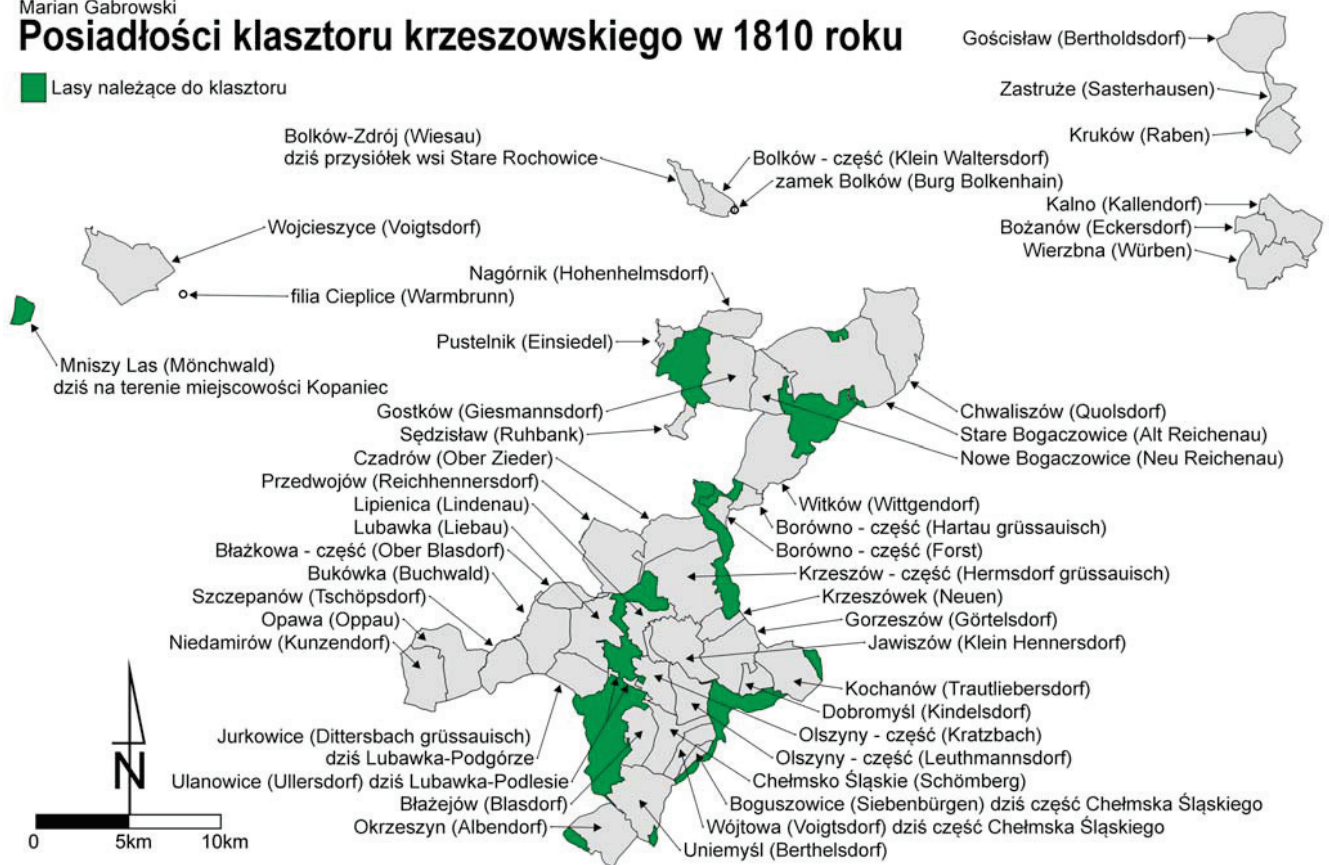 Marian Gabrowski
Posiadłości klasztoru krzeszowskiego w 1810 roku
Lasy należące do klasztoru
Gościsław (Bertholdsdorf)
Zastruże (Sasterhausen)
Kruków (Raben)
Bolków-Zdrój (Wiesau)
dziś przysiółek wsi Stare Rochowice
Bolków - część (Klein Waltersdorf)
zamek Bolków (Burg Bolkenhain)
Kalno (Kallendorf)
Bożanów (Eckersdorf)
Wierzbna (Würben)
Wojcieszyce (Voigtsdorf)
Nagórnik (Hohenhelmsdorf)
filia Cieplice (Warmbrunn)
Pustelnik (Einsiedel)
Mniszy Las (Mönchwald)
dziś na terenie miejscowości Kopaniec
Gostków (Giesmannsdorf)
Sędzisław (Ruhbank)
Czadrów (Ober Zieder)
Przedwojów (Reichhennersdorf)
Lipienica (Lindenau)
Lubawka (Liebau)
Błażkowa - część (Ober Blasdorf)
Bukówka (Buchwald)
Szczepanów (Tschöpsdorf)
Opawa (Oppau)
Niedamirów (Kunzendorf)
Chwaliszów (Quolsdorf)
Stare Bogaczowice (Alt Reichenau)
Nowe Bogaczowice (Neu Reichenau)
Witków (Wittgendorf)
Borówno - część (Hartau grüssauisch)
Borówno - część (Forst)
Krzeszów - część (Hermsdorf grüssauisch)
Krzeszówek (Neuen)
Gorzeszów (Görtelsdorf)
Jawiszów (Klein Hennersdorf)
Kochanów (Trautliebersdorf)
Dobromyśl (Kindelsdorf)
Olszyny - część (Kratzbach)
Olszyny - część (Leuthmannsdorf)
Chełmsko Śląskie (Schömberg)
Boguszowice (Siebenbürgen) dziś część Chełmska Śląskiego
Wójtowa (Voigtsdorf) dziś część Chełmska Śląskiego
Uniemyśl (Berthelsdorf)
Jurkowice (Dittersbach grüssauisch)
dziś Lubawka-Podgórze
Ulanowice (Ullersdorf) dziś Lubawka-Podlesie
Błażejów (Blasdorf)
Okrzeszyn (Albendorf)
N
0 5km 10km